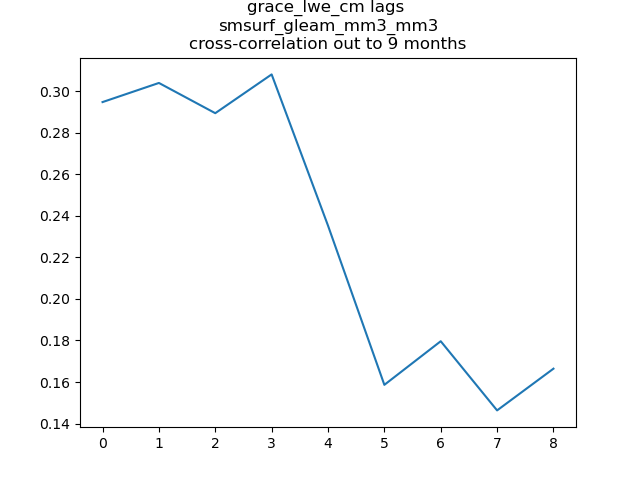 grace_lwe_cm lags
smsurf_gleam_mm3_mm3
cross-correlation out to 9 months
0.30
0.28
0.26
0.24
0.22
0.20
0.18
0.16
0.14
0 1 2 3 4 5 6 7 8